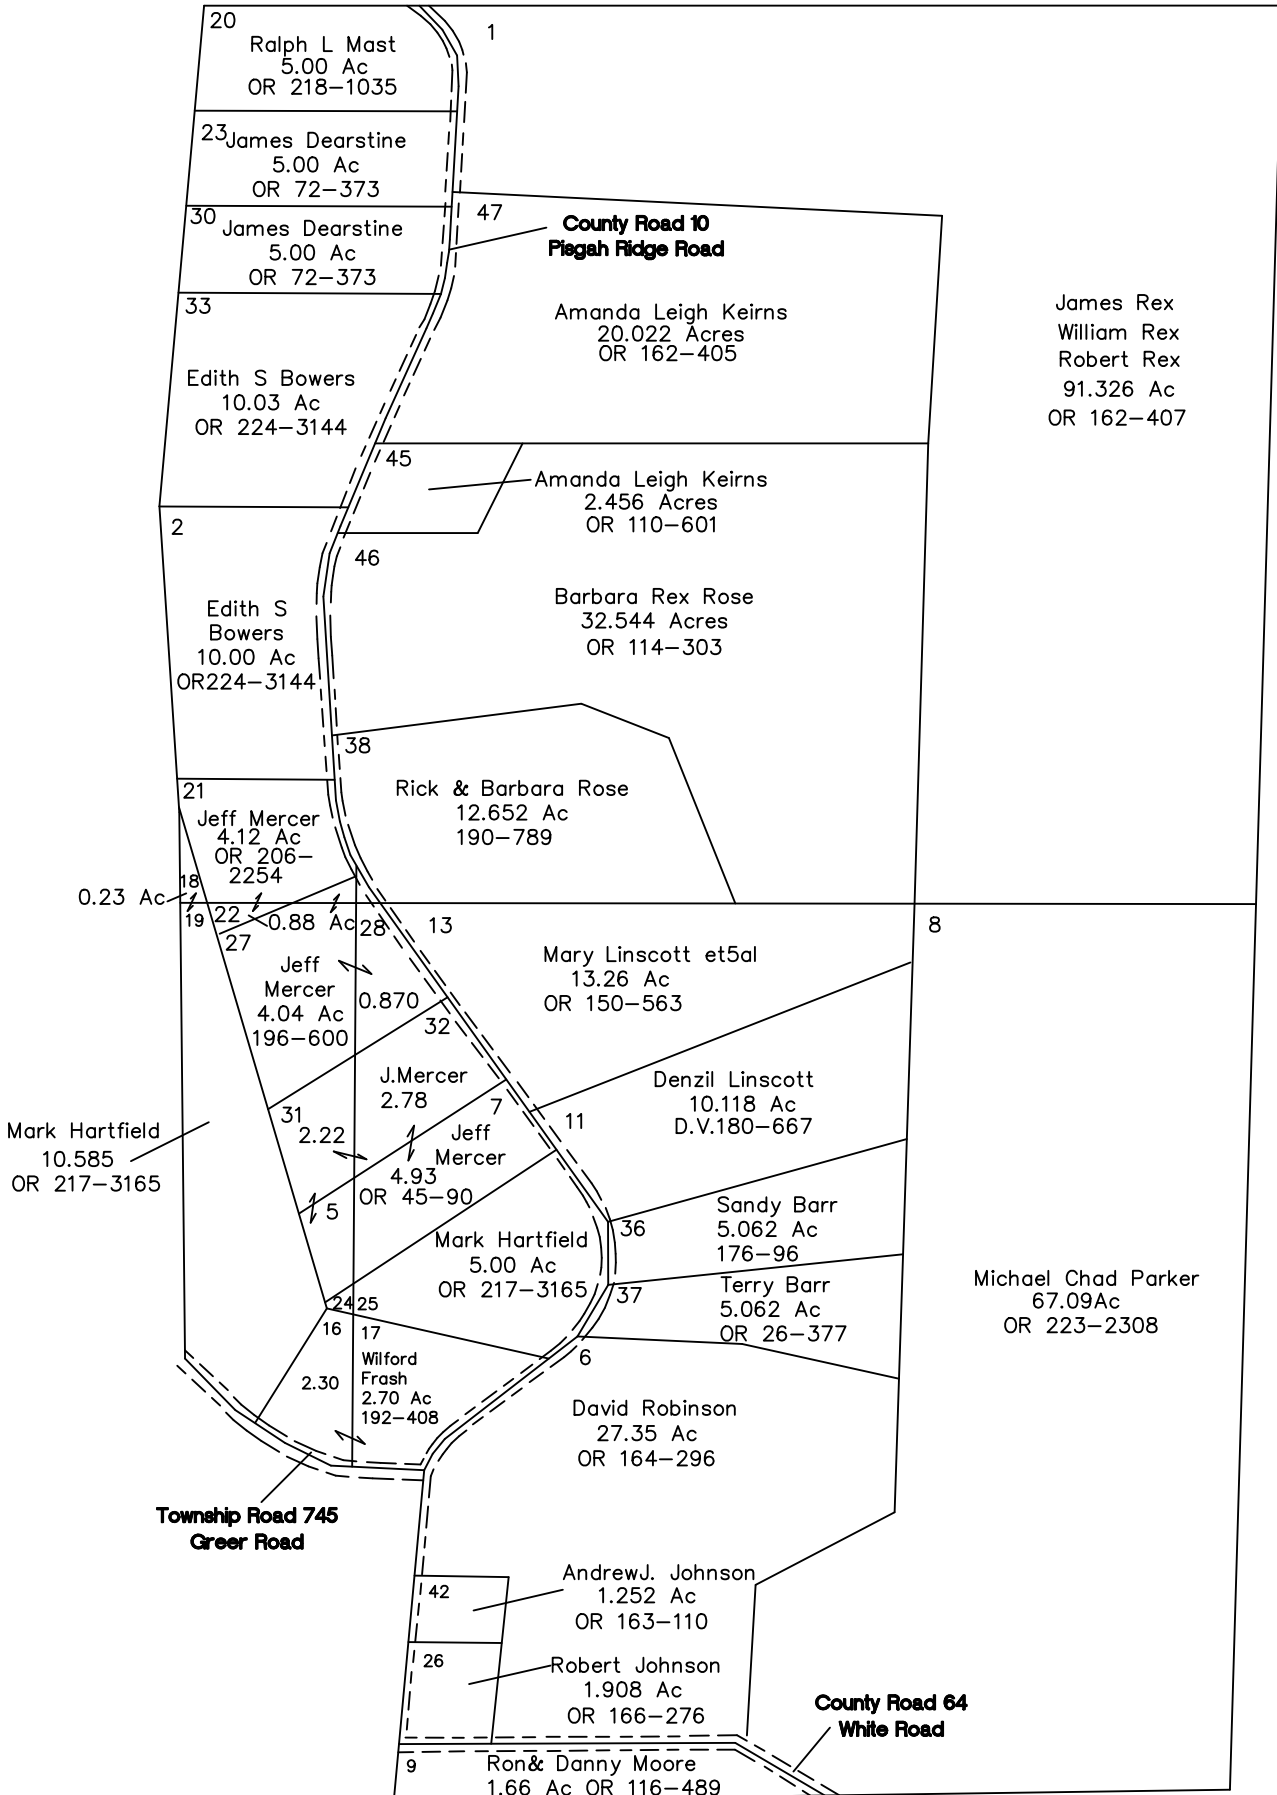 20
Ralph L Mast
5.00 Ac
OR 218-1035
1
23
James Dearstine
5.00 Ac
OR 72-373
30
James Dearstine
5.00 Ac
OR 72-373
47
County Road 10
Pisgah Ridge Road
33
Edith S Bowers
10.03 Ac
OR 224-3144
Amanda Leigh Keirns
20.022 Acres
OR 162-405
James Rex
William Rex
Robert Rex
91.326 Ac
OR 162-407
45
Amanda Leigh Keirns
2.456 Acres
OR 110-601
2
46
Edith S
Bowers
10.00 Ac
OR224-3144
Barbara Rex Rose
32.544 Acres
OR 114-303
38
Rick & Barbara Rose
12.652 Ac
190-789
21
Jeff Mercer
4.12 Ac
OR 206-
2254
18
0.23 Ac
19
22
0.88 Ac
27
28
13
8
Jeff
Mercer
4.04 Ac
196-600
0.870
Mary Linscott et5al
13.26 Ac
OR 150-563
32
J.Mercer
2.78
31
2.22
7
Jeff
Mercer
4.93
OR 45-90
11
Denzil Linscott
10.118 Ac
D.V.180-667
Mark Hartfield
10.585
OR 217-3165
5
36
Sandy Barr
5.062 Ac
176-96
Mark Hartfield
5.00 Ac
OR 217-3165
37
Terry Barr
5.062 Ac
OR 26-377
Michael Chad Parker
67.09Ac
OR 223-2308
24
25
16
17
Wilford
Frash
2.70 Ac
192-408
2.30
6
David Robinson
27.35 Ac
OR 164-296
Township Road 745
Greer Road
42
AndrewJ. Johnson
1.252 Ac
OR 163-110
26
Robert Johnson
1.908 Ac
OR 166-276
County Road 64
White Road
9
Ron& Danny Moore
1.66 Ac OR 116-489